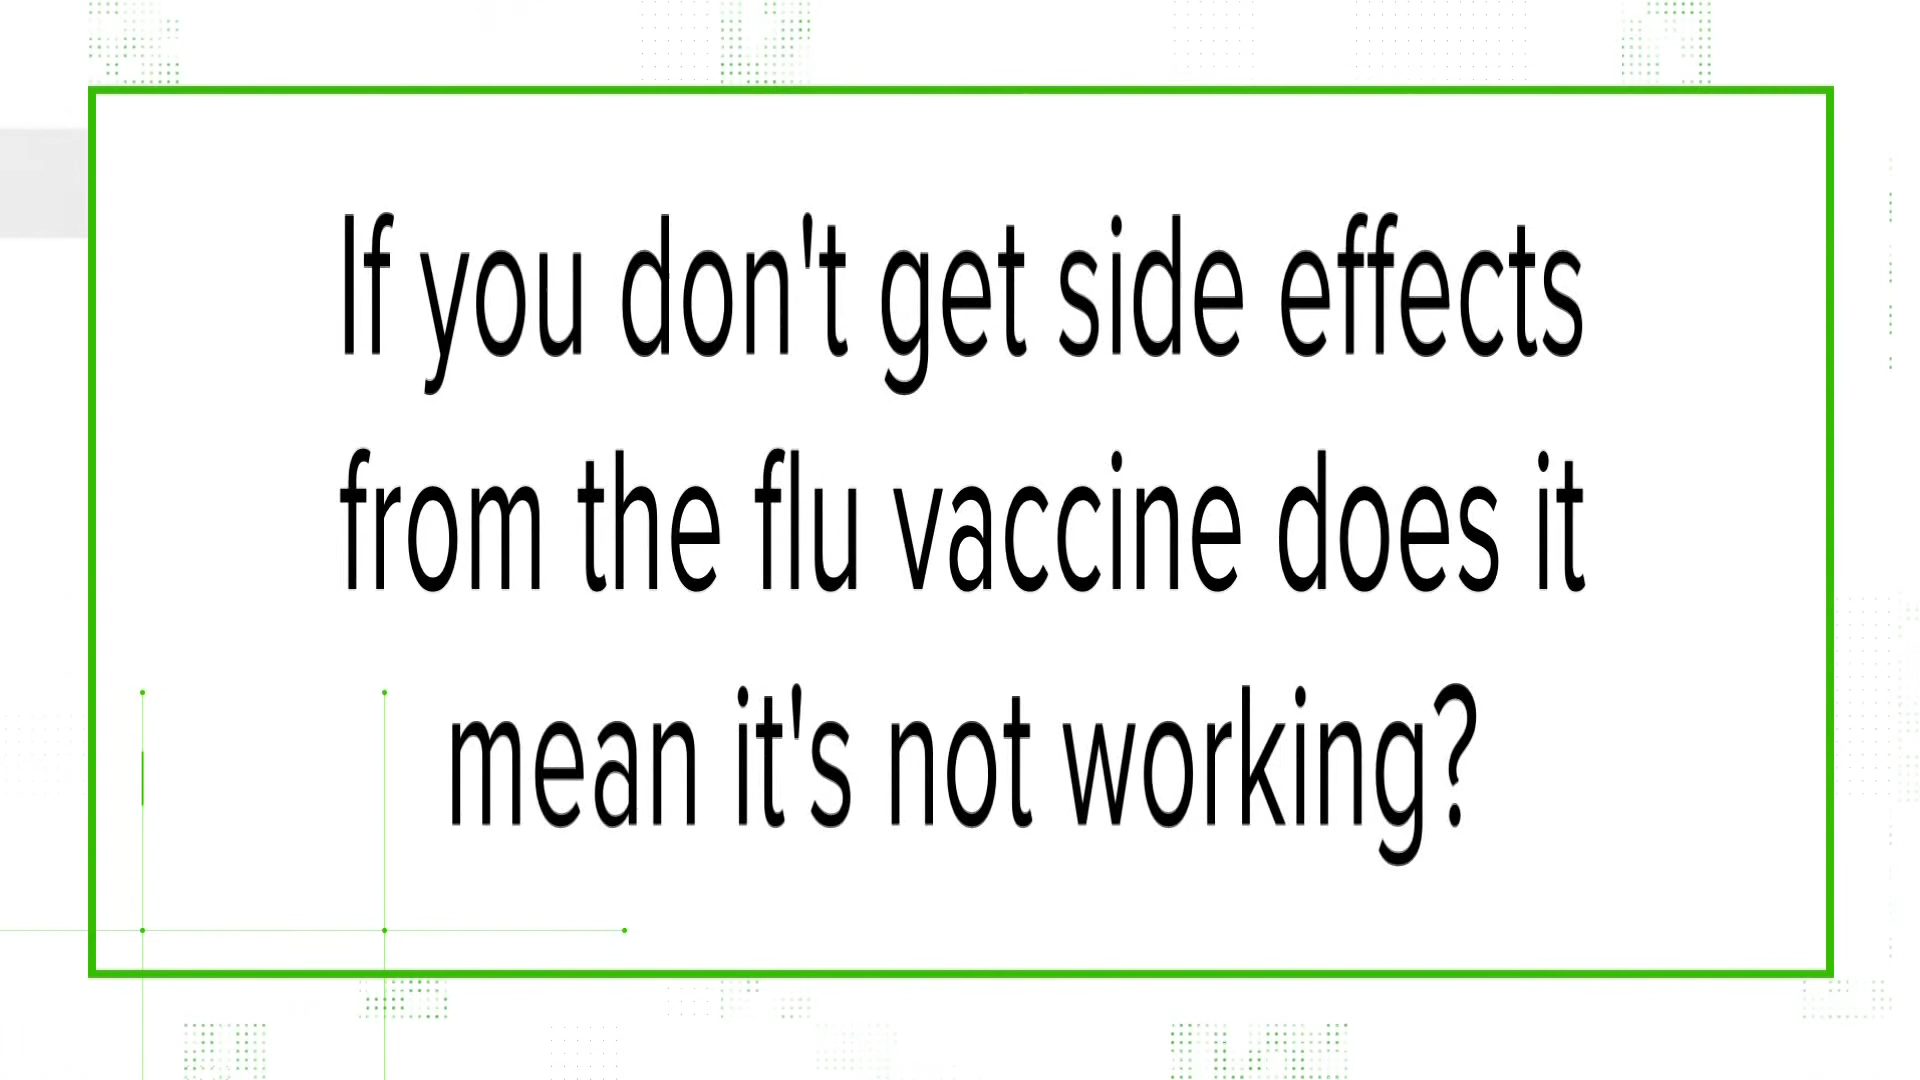 If you don't get side effects
from the flu vaccine does it
mean it's not working?